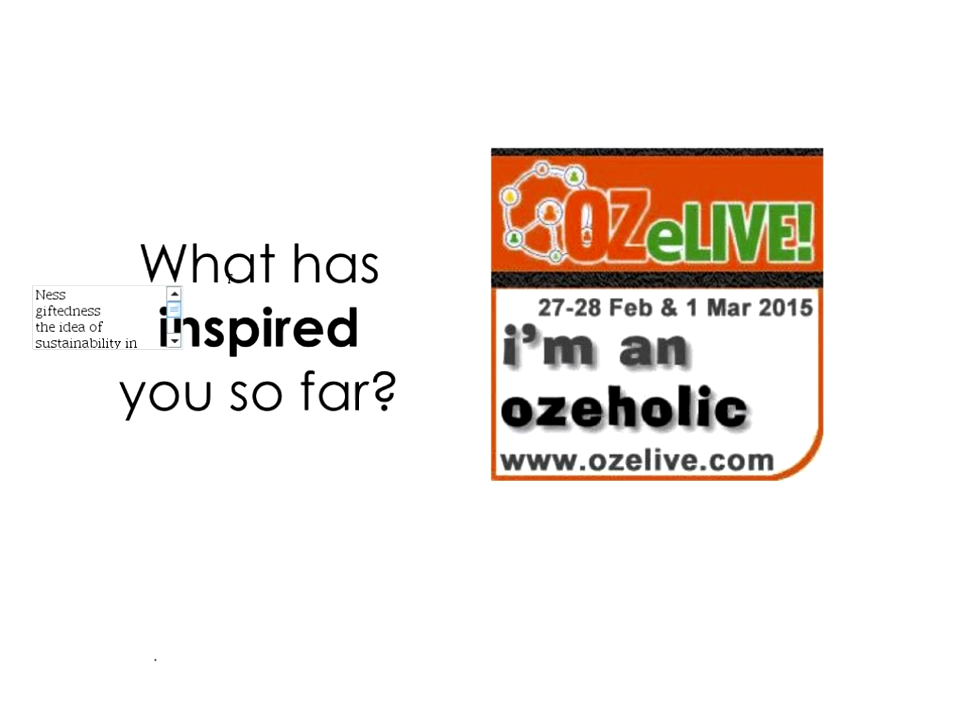 What has
inspired
you so far?
Ness
giftedness
the idea of
sustainability in
OZeLIVE!
27-28 Feb & 1 Mar 2015
i'm an
ozeholic
www.ozelive.com